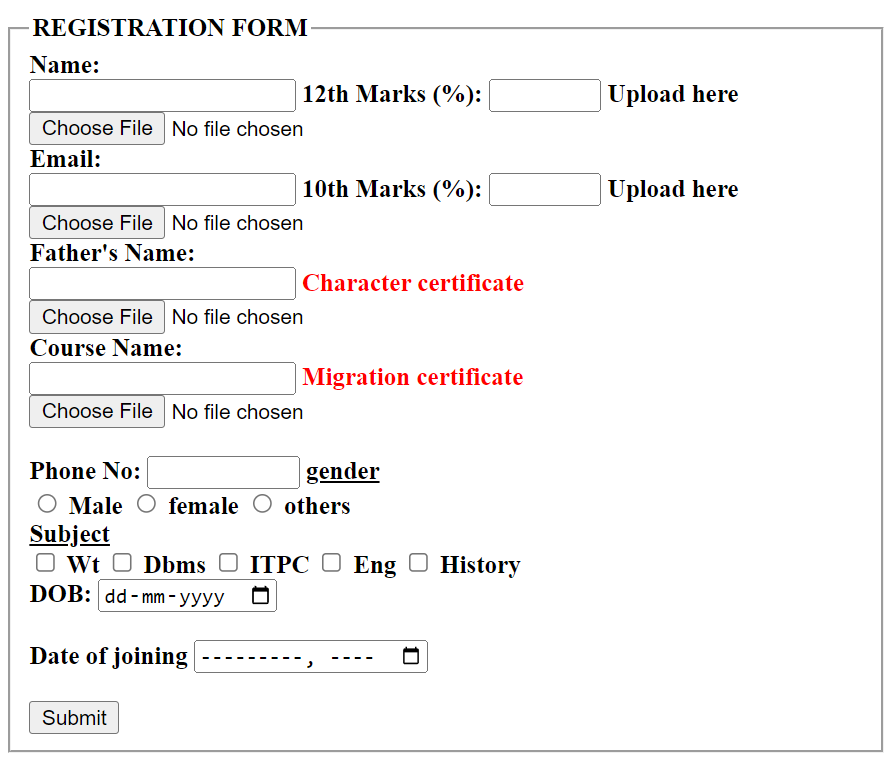 REGISTRATION FORM
Name:
12th Marks (%): Upload here
Choose File No file chosen
Email:
10th Marks (%): Upload here
Choose File No file chosen
Father's Name:
Character certificate
Choose File No file chosen
Course Name:
Migration certificate
Choose File No file chosen
Phone No: gender
Male female others
Subject
Wt Dbms ITPC Eng History
DOB: dd-mm-yyyy
Date of joining ---------, ----
Submit